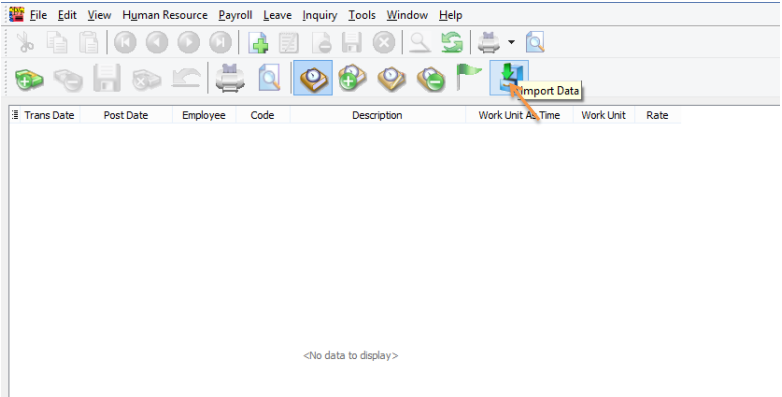 File Edit View Human Resource Payroll Leave Inquiry Tools Window Help
Import Data
Trans Date Post Date Employee Code Description Work Unit As Time Work Unit Rate
<No data to display>